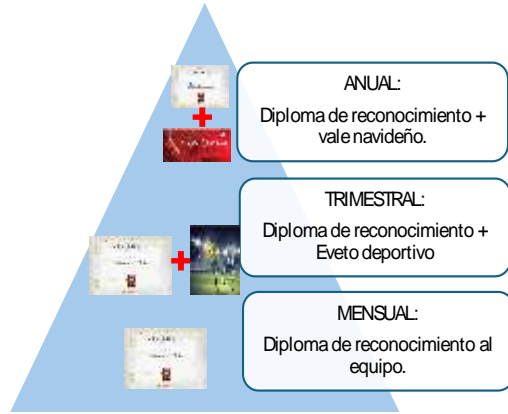 ANUAL:
Diploma de reconocimiento +
vale navideño.
TRIMESTRAL:
Diploma de reconocimiento +
Eveto deportivo
MENSUAL:
Diploma de reconocimiento al
equipo.